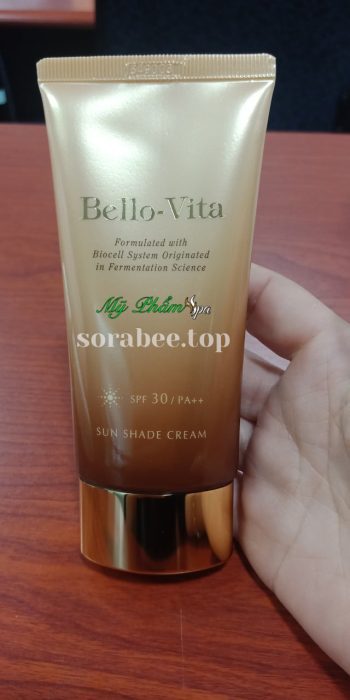 Bello-Vita
Formulated with
Biocell System Originated
in Fermentation Science
Mỹ Phẩm Spa
sorabee.top
SPF 30 / PA++
SUN SHADE CREAM